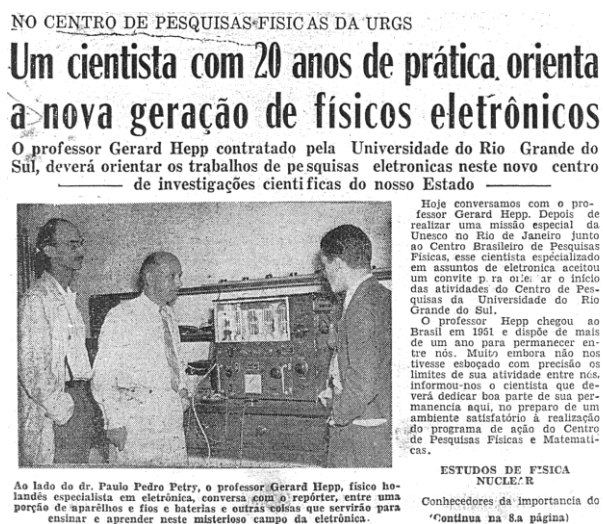 NO CENTRO DE PESQUISAS FISICAS DA URGS
Um cientista com 20 anos de prática orienta
a nova geração de físicos eletrônicos
O professor Gerard Hepp contratado pela Universidade do Rio Grande do
Sul, deverá orientar os trabalhos de pesquisas eletronicas neste novo centro
de investigações cientificas do nosso Estado
Hoje conversamos com o pro-
fessor Gerard Hepp. Depois de
realizar uma missão especial da
Unesco no Rio de Janeiro junto
ao Centro Brasileiro de Pesquisas
Físicas, esse cientista especializado
em assuntos de eletronica aceitou
um convite para orientar o início
das atividades do Centro de Pes-
quisas da Universidade do Rio
Grande do Sul.
O professor Hepp chegou ao
Brasil em 1951 e dispõe de mais
de um ano para permanecer en-
tre nós. Muito embora não nos
tivesse esboçado com precisão os
limites de sua atividade entre nós,
informou-nos o cientista que de-
verá dedicar boa parte de sua per-
manencia aqui, no preparo de um
ambiente satisfatório à realização
do programa de ação do Centro
de Pesquisas Físicas e Matemati-
cas.
ESTUDOS DE FISICA
NUCLEAR
Conhecedores da importancia do
(Continua na 8.a página)
Ao lado do dr. Paulo Pedro Petry, o professor Gerard Hepp, físico ho-
landês especialista em eletrônica, conversa com o repórter, entre uma
porção de aparêlhos e fios e baterias e outras coisas que servirão para
ensinar e aprender neste misterioso campo da eletrônica.